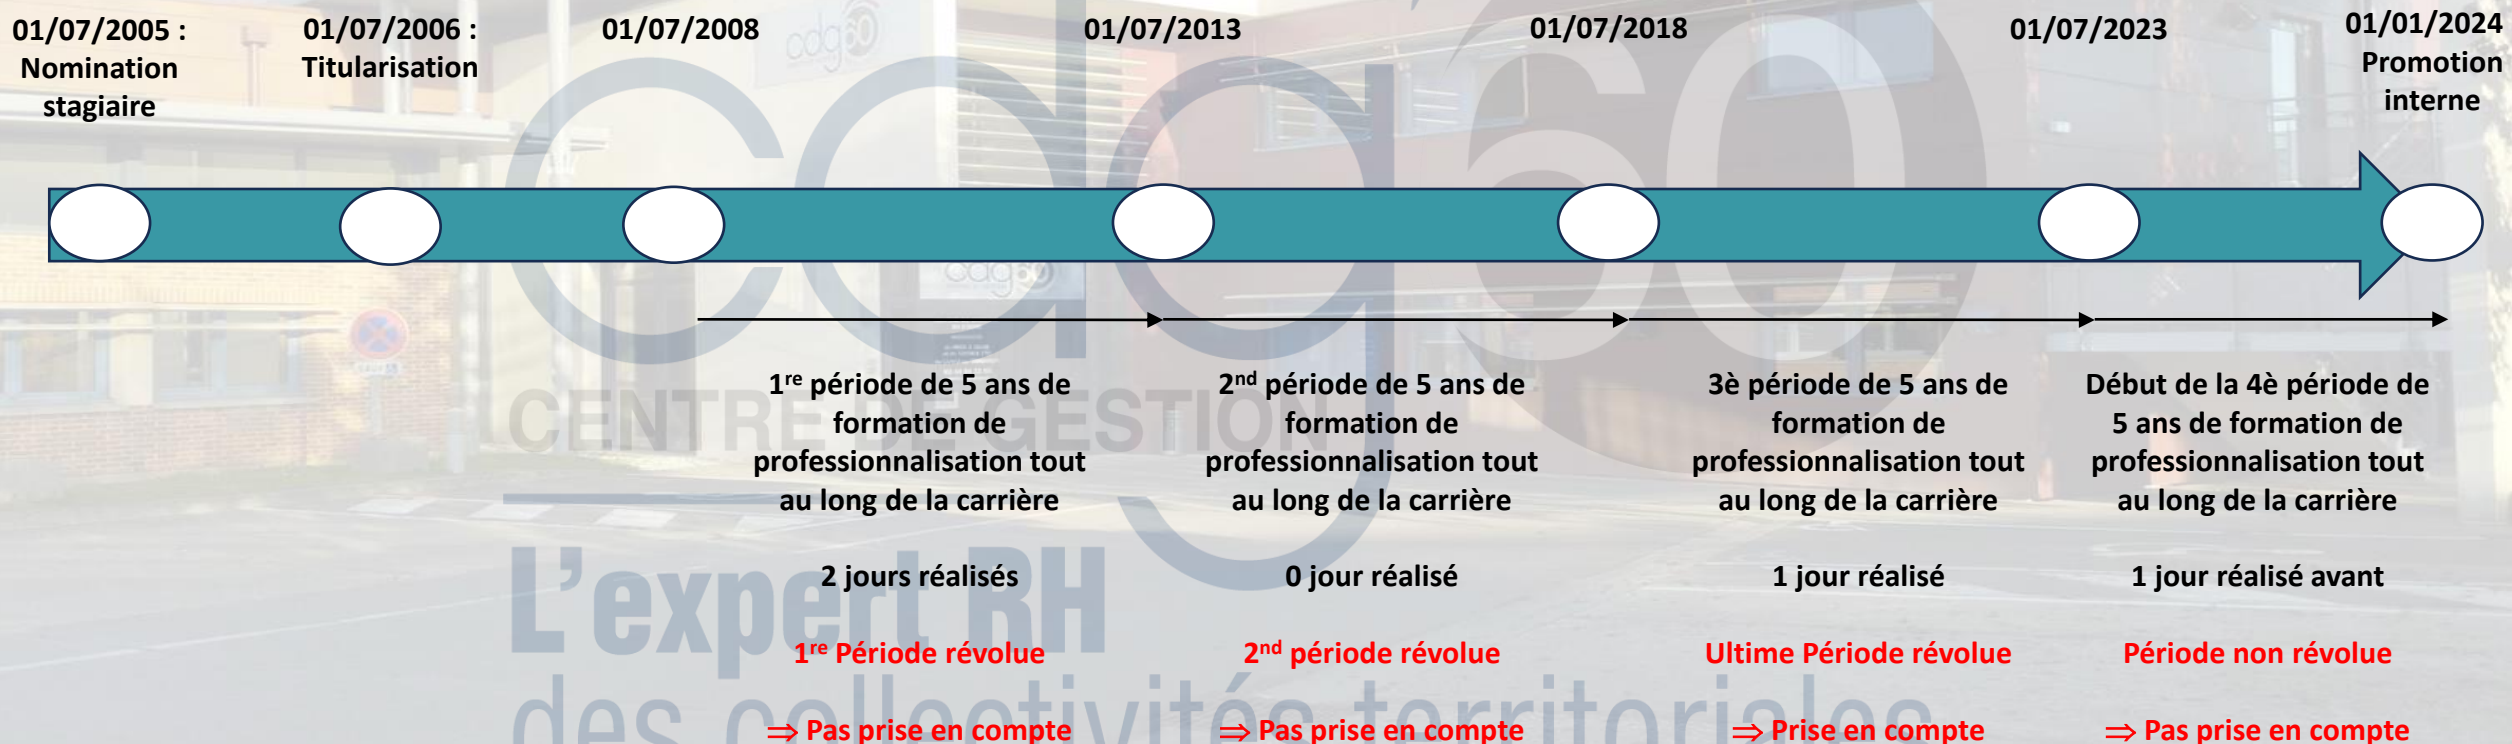 01/07/2005 :
Nomination
stagiaire
01/07/2006 :
Titularisation
01/07/2008
01/07/2013
01/07/2018
01/07/2023
01/01/2024
Promotion
interne
1re période de 5 ans de
formation de
professionnalisation tout
au long de la carrière
2 jours réalisés
1re Période révolue
⇒ Pas prise en compte
2nd période de 5 ans de
formation de
professionnalisation tout
au long de la carrière
0 jour réalisé
2nd période révolue
⇒ Pas prise en compte
3è période de 5 ans de
formation de
professionnalisation tout
au long de la carrière
1 jour réalisé
Ultime Période révolue
⇒ Prise en compte
Début de la 4è période de
5 ans de formation de
professionnalisation tout
au long de la carrière
1 jour réalisé avant
Période non révolue
⇒ Pas prise en compte
cdg60
CENTRE DE GESTION
L'expert RH
des collectivités territoriales
cdg60
cdg60